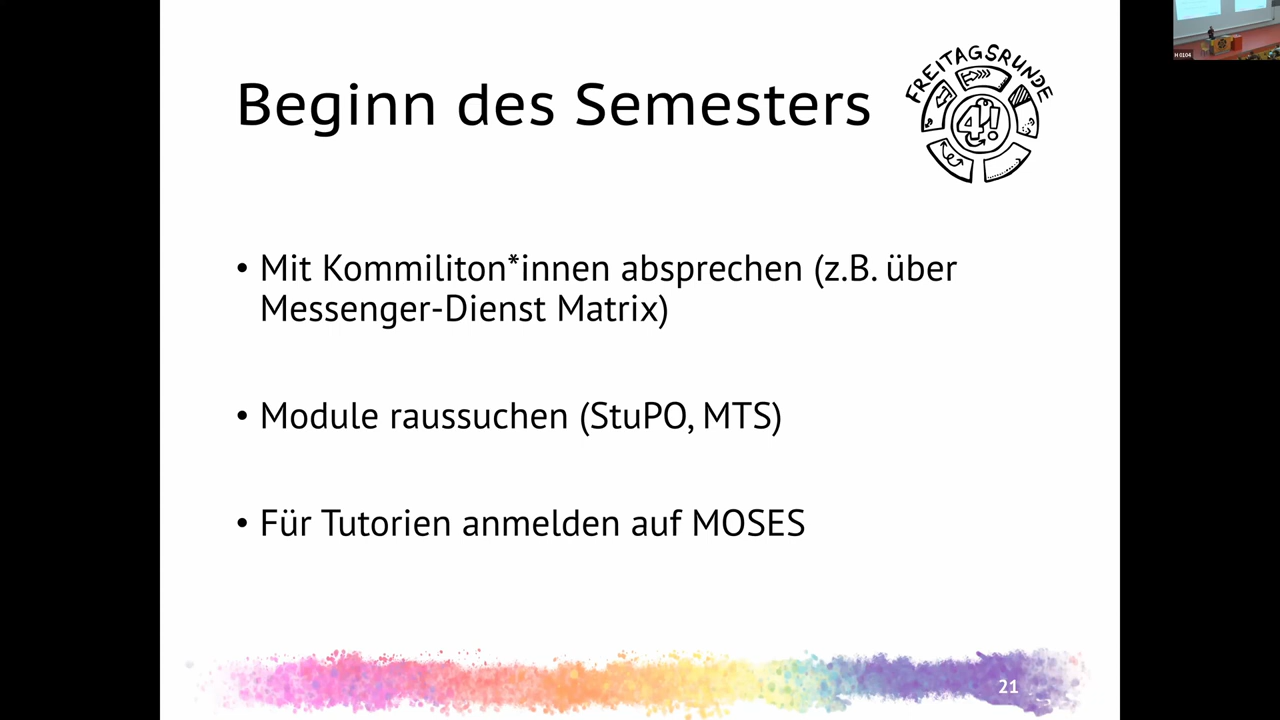 Beginn des Semesters
FREITAGSRUNDE
4!
• Mit Kommiliton*innen absprechen (z.B. über
Messenger-Dienst Matrix)
• Module raussuchen (StuPO, MTS)
• Für Tutorien anmelden auf MOSES
21
H 0104